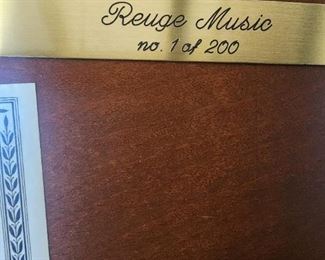 Reuge Music
no. 1 of 200